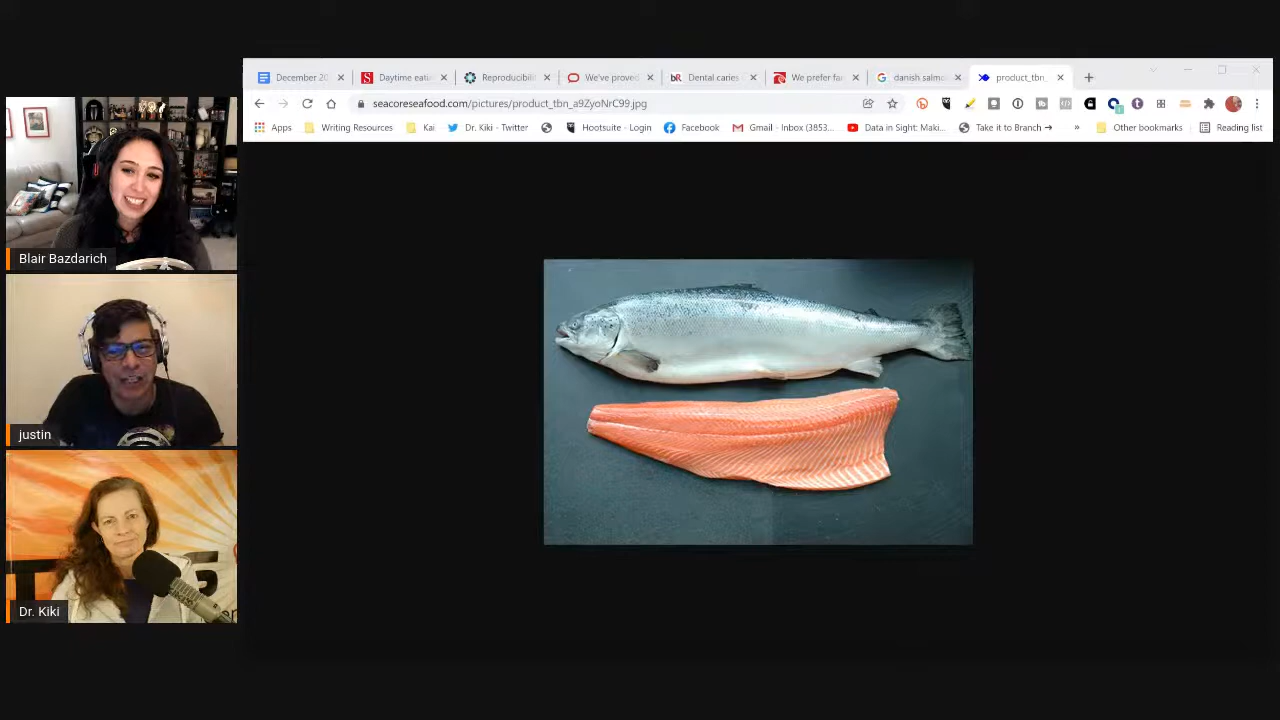 December 20
Daytime eati
Reproducibili
We've proved
Dental caries
We prefer fa
danish salmo
product_tbn_
seacoreseafood.com/pictures/product_tbn_a9ZyoNrC99.jpg
Apps
Writing Resources
Kai
Dr. Kiki - Twitter
Hootsuite - Login
Facebook
Gmail - Inbox (3853...
Data in Sight: Maki...
Take it to Branch →
»
Other bookmarks
Reading list
Blair Bazdarich
justin
Dr. Kiki